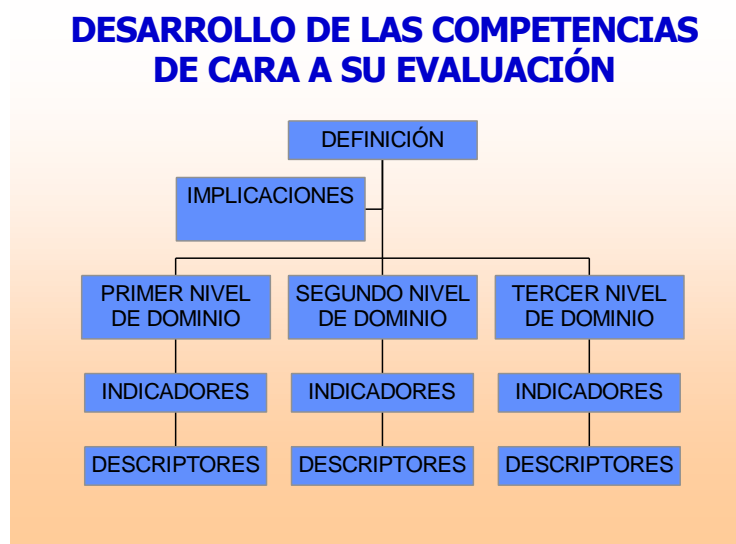 DESARROLLO DE LAS COMPETENCIAS
DE CARA A SU EVALUACIÓN
DEFINICIÓN
IMPLICACIONES
PRIMER NIVEL
DE DOMINIO
SEGUNDO NIVEL
DE DOMINIO
TERCER NIVEL
DE DOMINIO
INDICADORES
INDICADORES
INDICADORES
DESCRIPTORES
DESCRIPTORES
DESCRIPTORES